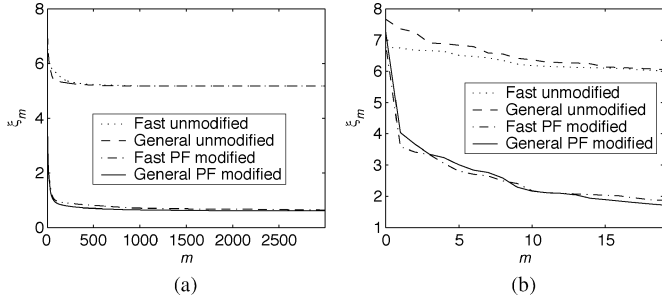 8
6
4
2
0
ξm
Fast unmodified
General unmodified
Fast PF modified
General PF modified
0 500 1000 1500 2000 2500
m
(a)
8
7
6
5
4
3
2
1
ξm
Fast unmodified
General unmodified
Fast PF modified
General PF modified
0 5 10 15
m
(b)